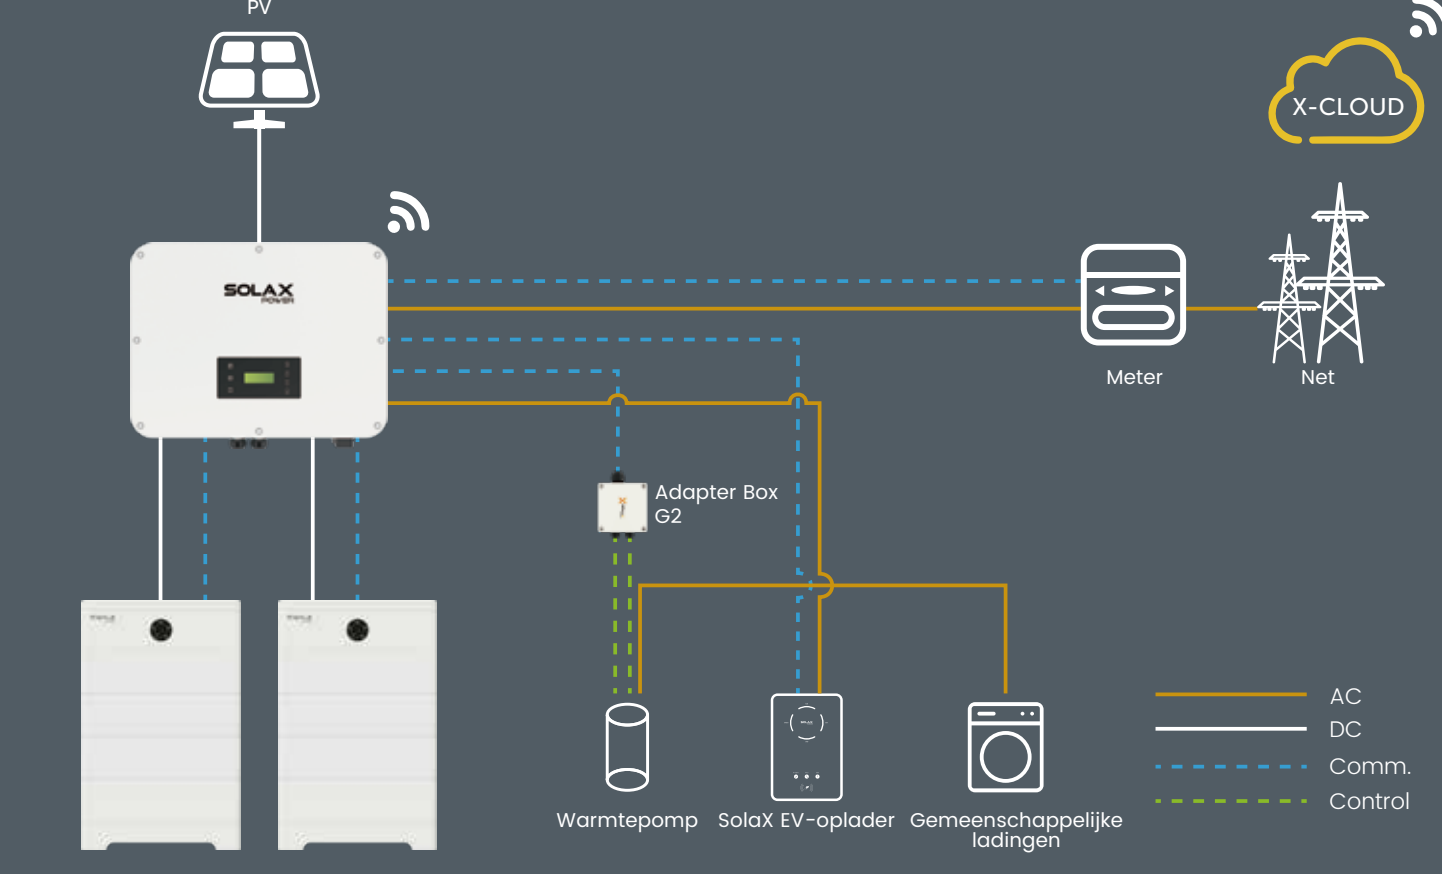 PV
X-CLOUD
SOLAX
POWER
Meter
Net
Adapter Box
G2
AC
DC
Comm.
Control
Warmtepomp
SolaX EV-oplader
Gemeenschappelijke
ladingen